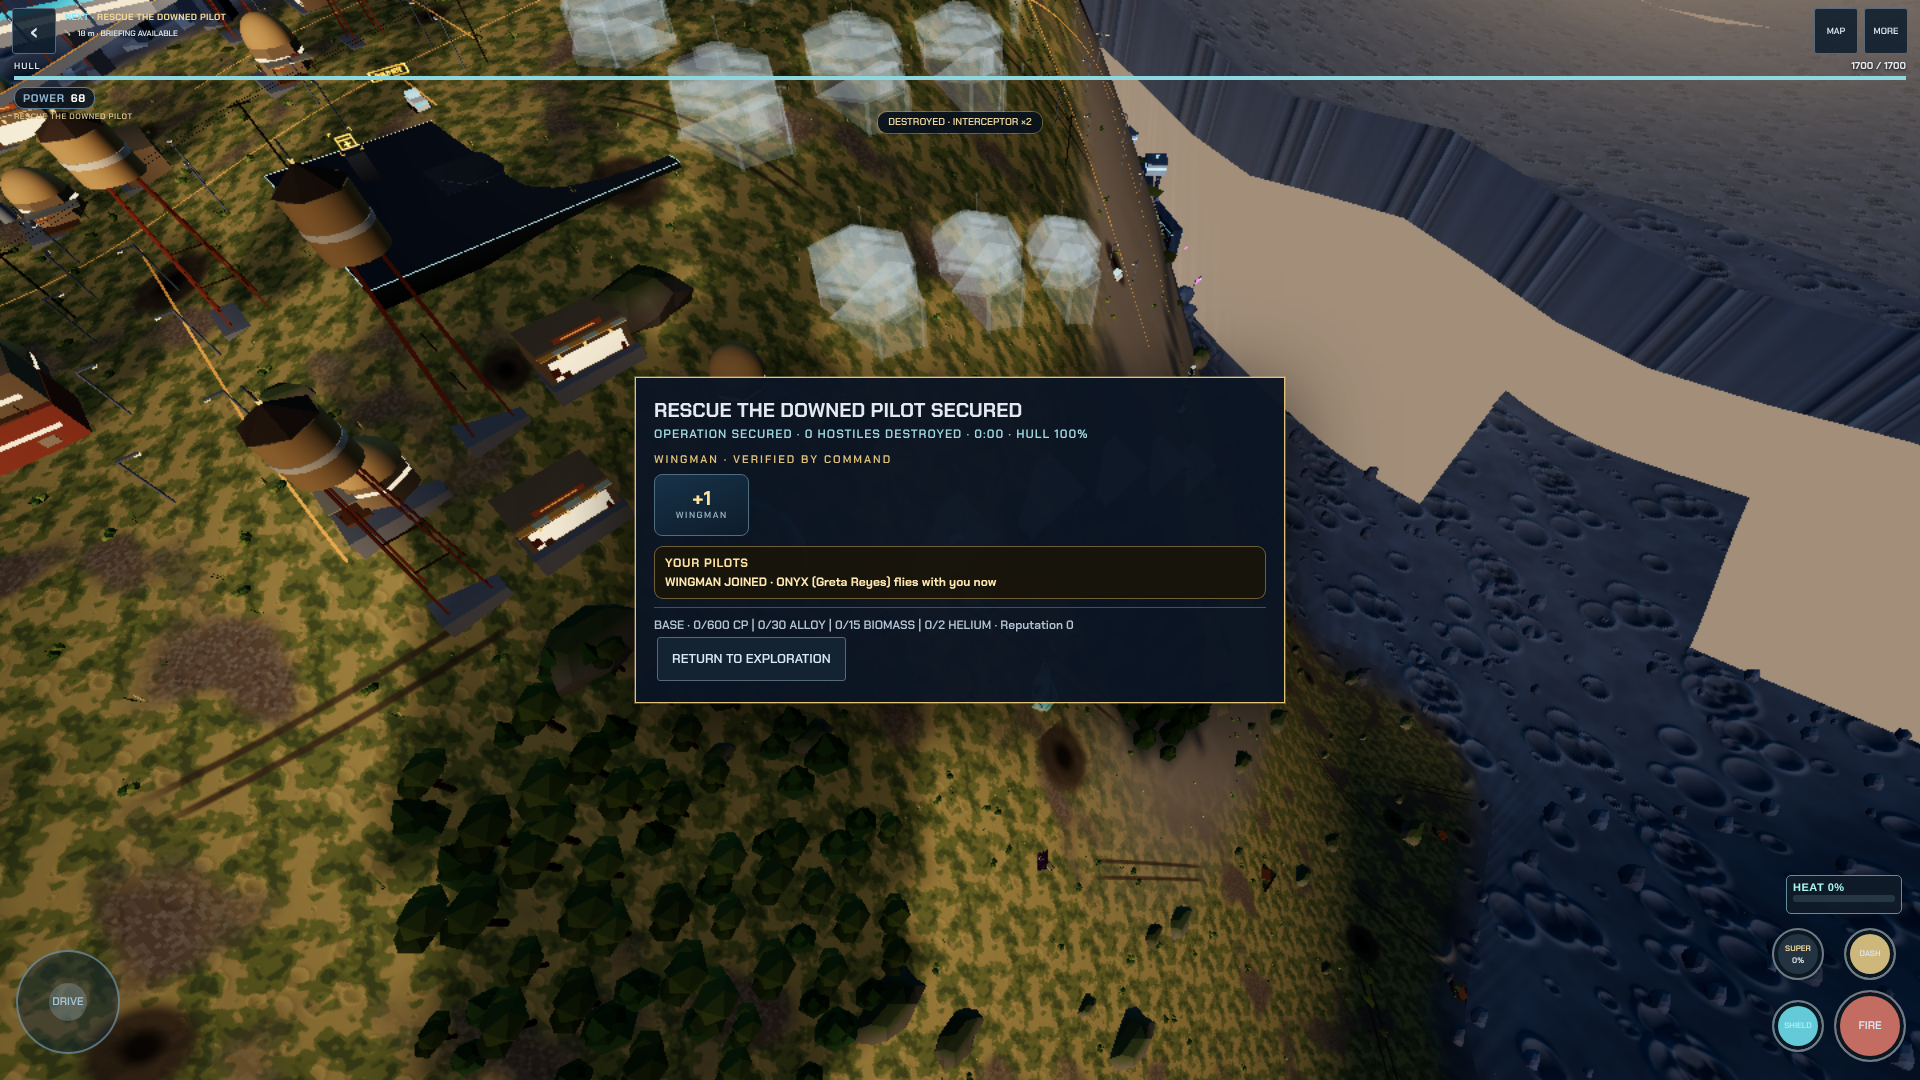 <
NEXT · RESCUE THE DOWNED PILOT
18 m · BRIEFING AVAILABLE
MAP
MORE
HULL
1700 / 1700
POWER 68
RESCUE THE DOWNED PILOT
DESTROYED · INTERCEPTOR ×2
RESCUE THE DOWNED PILOT SECURED
OPERATION SECURED · 0 HOSTILES DESTROYED · 0:00 · HULL 100%
WINGMAN · VERIFIED BY COMMAND
+1
WINGMAN
YOUR PILOTS
WINGMAN JOINED · ONYX (Greta Reyes) flies with you now
BASE · 0/600 CP | 0/30 ALLOY | 0/15 BIOMASS | 0/2 HELIUM · Reputation 0
RETURN TO EXPLORATION
HEAT 0%
SUPER
0%
DASH
DRIVE
SHIELD
FIRE